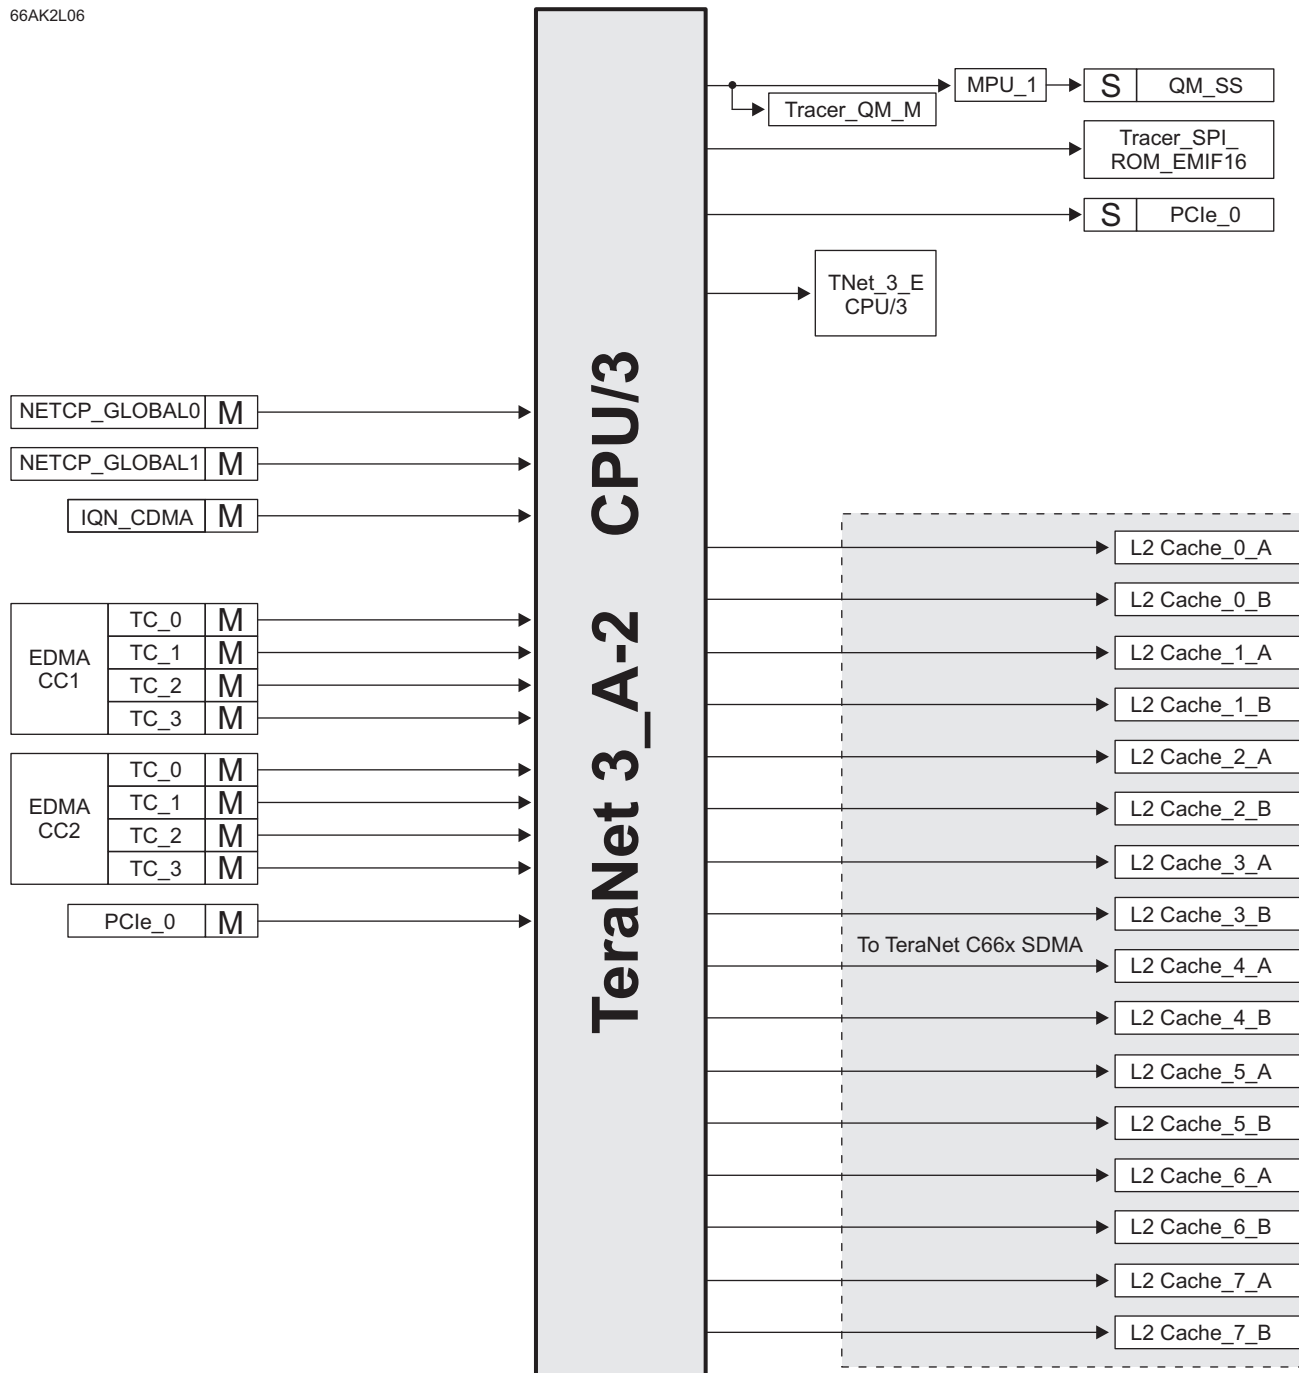 66AK2L06
MPU_1
S
QM_SS
Tracer_QM_M
Tracer_SPI_
ROM_EMIF16
S
PCIe_0
TNet_3_E
CPU/3
TeraNet 3_A-2 CPU/3
NETCP_GLOBAL0 M
NETCP_GLOBAL1 M
IQN_CDMA M
EDMA
CC1
TC_0 M
TC_1 M
TC_2 M
TC_3 M
EDMA
CC2
TC_0 M
TC_1 M
TC_2 M
TC_3 M
PCIe_0 M
To TeraNet C66x SDMA
L2 Cache_0_A
L2 Cache_0_B
L2 Cache_1_A
L2 Cache_1_B
L2 Cache_2_A
L2 Cache_2_B
L2 Cache_3_A
L2 Cache_3_B
L2 Cache_4_A
L2 Cache_4_B
L2 Cache_5_A
L2 Cache_5_B
L2 Cache_6_A
L2 Cache_6_B
L2 Cache_7_A
L2 Cache_7_B